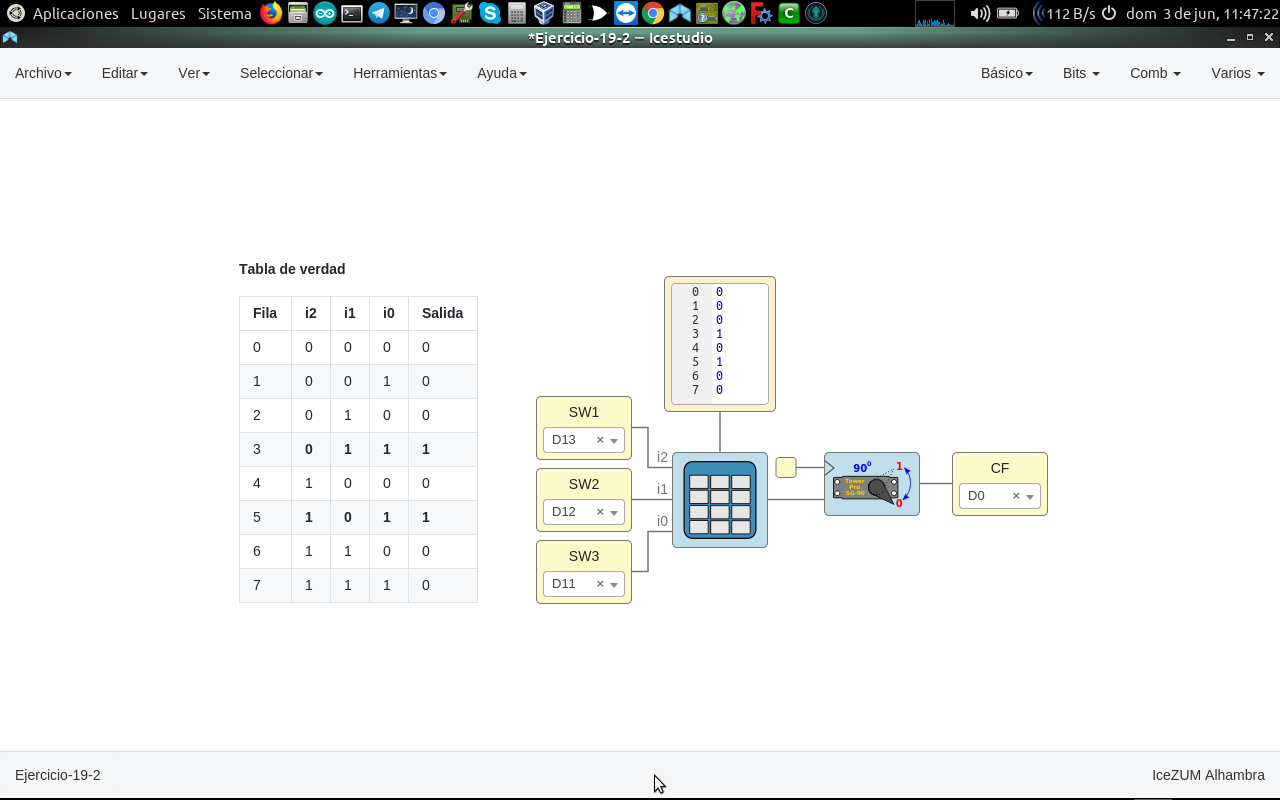 Aplicaciones Lugares Sistema 112 B/s dom 3 de jun, 11:47:22
*Ejercicio-19-2 — Icestudio
Archivo Editar Ver Seleccionar Herramientas Ayuda Básico Bits Comb Varios
Tabla de verdad
Fila i2 i1 i0 Salida
0 0 0 0 0
1 0 0 1 0
2 0 1 0 0
3 0 1 1 1
4 1 0 0 0
5 1 0 1 1
6 1 1 0 0
7 1 1 1 0
0 0
1 0
2 0
3 1
4 0
5 1
6 0
7 0
SW1
D13 ×
SW2
D12 ×
SW3
D11 ×
i2
i1
i0
90º 1
Tower
Pro
SG-90
0
CF
D0 ×
Ejercicio-19-2 IceZUM Alhambra